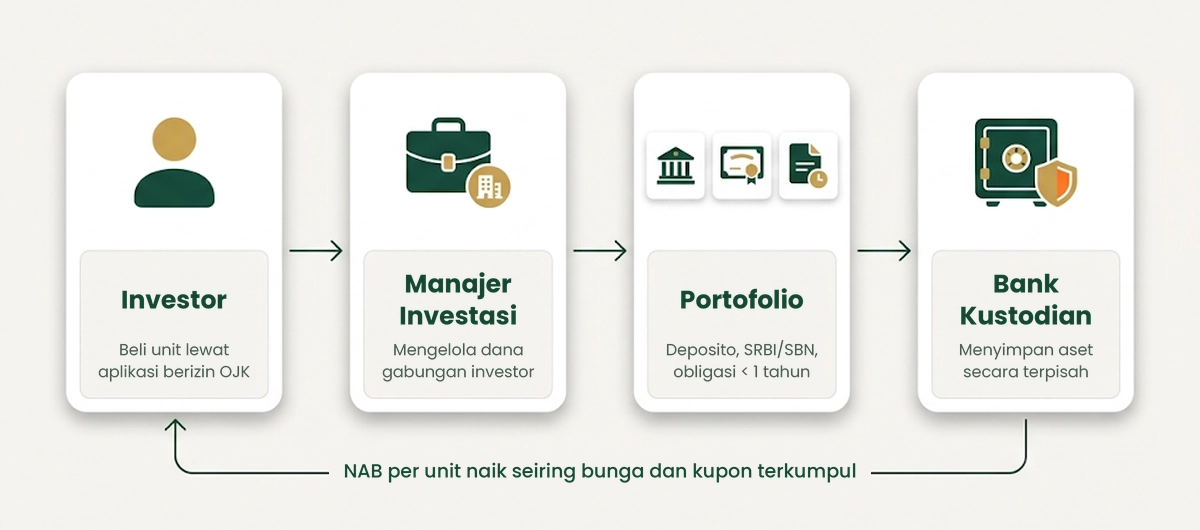 Investor
Beli unit lewat
aplikasi berizin OJK
Manajer
Investasi
Mengelola dana
gabungan investor
Portofolio
Deposito, SRBI/SBN,
obligasi < 1 tahun
Bank
Kustodian
Menyimpan aset
secara terpisah
NAB per unit naik seiring bunga dan kupon terkumpul